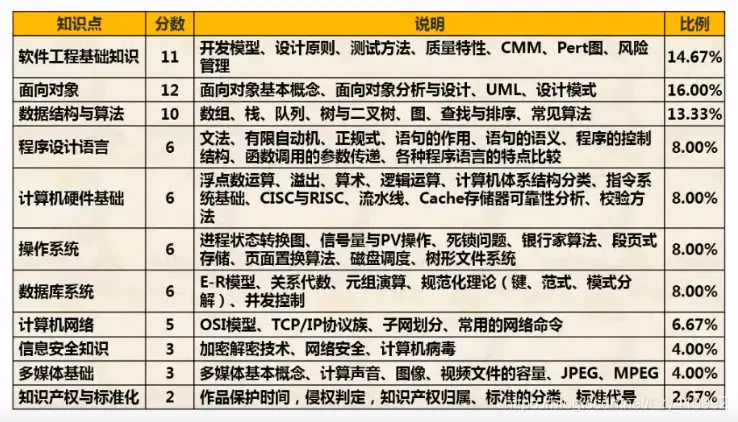 知识点 分数 说明 比例
软件工程基础知识 11 开发模型、设计原则、测试方法、质量特性、CMM、Pert图、风险
管理 14.67%
面向对象 12 面向对象基本概念、面向对象分析与设计、UML、设计模式 16.00%
数据结构与算法 10 数组、栈、队列、树与二叉树、图、查找与排序、常见算法 13.33%
程序设计语言 6 文法、有限自动机、正规式、语句的作用、语句的语义、程序的控制
结构、函数调用的参数传递、各种程序语言的特点比较 8.00%
计算机硬件基础 6 浮点数运算、溢出、算术、逻辑运算、计算机体系结构分类、指令系
统基础、CISC与RISC、流水线、Cache存储器可靠性分析、校验方
法 8.00%
操作系统 6 进程状态转换图、信号量与PV操作、死锁问题、银行家算法、段页式
存储、页面置换算法、磁盘调度、树形文件系统 8.00%
数据库系统 6 E-R模型、关系代数、元组演算、规范化理论（键、范式、模式分
解）、并发控制 8.00%
计算机网络 5 OSI模型、TCP/IP协议族、子网划分、常用的网络命令 6.67%
信息安全知识 3 加密解密技术、网络安全、计算机病毒 4.00%
多媒体基础 3 多媒体基本概念、计算声音、图像、视频文件的容量、JPEG、MPEG 4.00%
知识产权与标准化 2 作品保护时间，侵权判定，知识产权归属、标准的分类、标准代号 2.67%